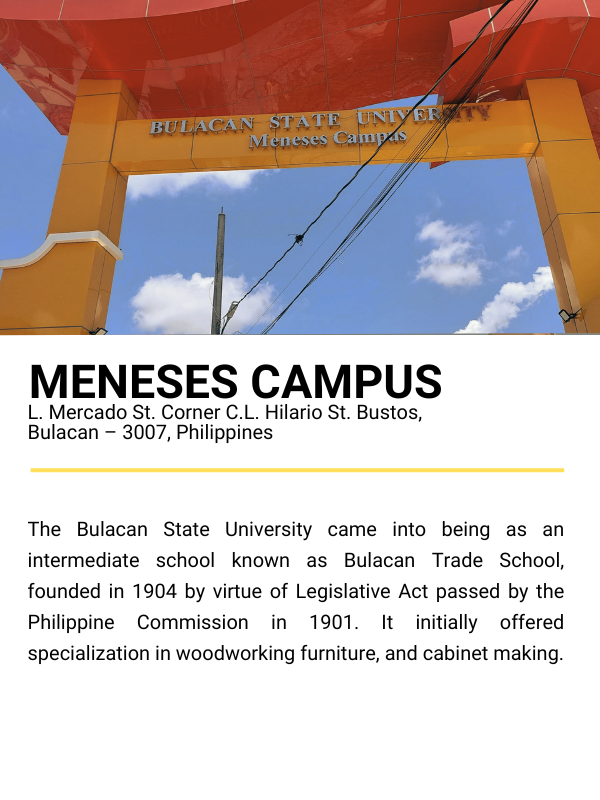 BULACAN STATE UNIVERSITY
Meneses Campus
MENESES CAMPUS
L. Mercado St. Corner C.L. Hilario St. Bustos,
Bulacan – 3007, Philippines
The Bulacan State University came into being as an
intermediate school known as Bulacan Trade School,
founded in 1904 by virtue of Legislative Act passed by the
Philippine Commission in 1901. It initially offered
specialization in woodworking furniture, and cabinet making.